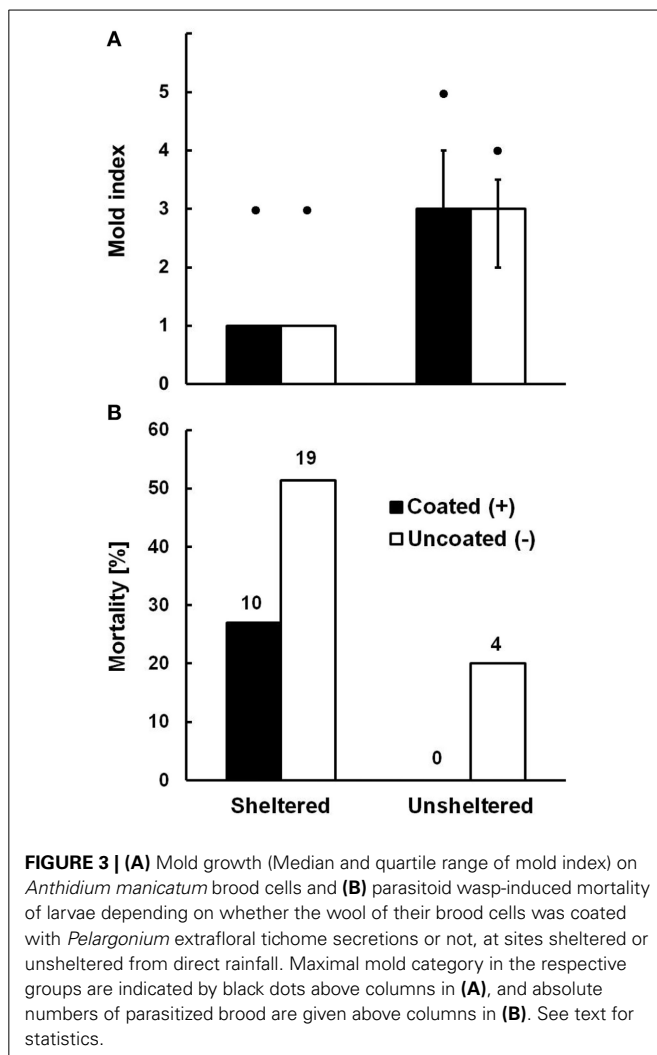 A
Mold index
5
4
3
2
1
0
B
Mortality [%]
60
50
40
30
20
10
0
10
19
0
4
Coated (+)
Uncoated (-)
Sheltered Unsheltered
FIGURE 3 | (A) Mold growth (Median and quartile range of mold index) on
Anthidium manicatum brood cells and (B) parasitoid wasp-induced mortality
of larvae depending on whether the wool of their brood cells was coated
with Pelargonium extrafloral tichome secretions or not, at sites sheltered or
unsheltered from direct rainfall. Maximal mold category in the respective
groups are indicated by black dots above columns in (A), and absolute
numbers of parasitized brood are given above columns in (B). See text for
statistics.